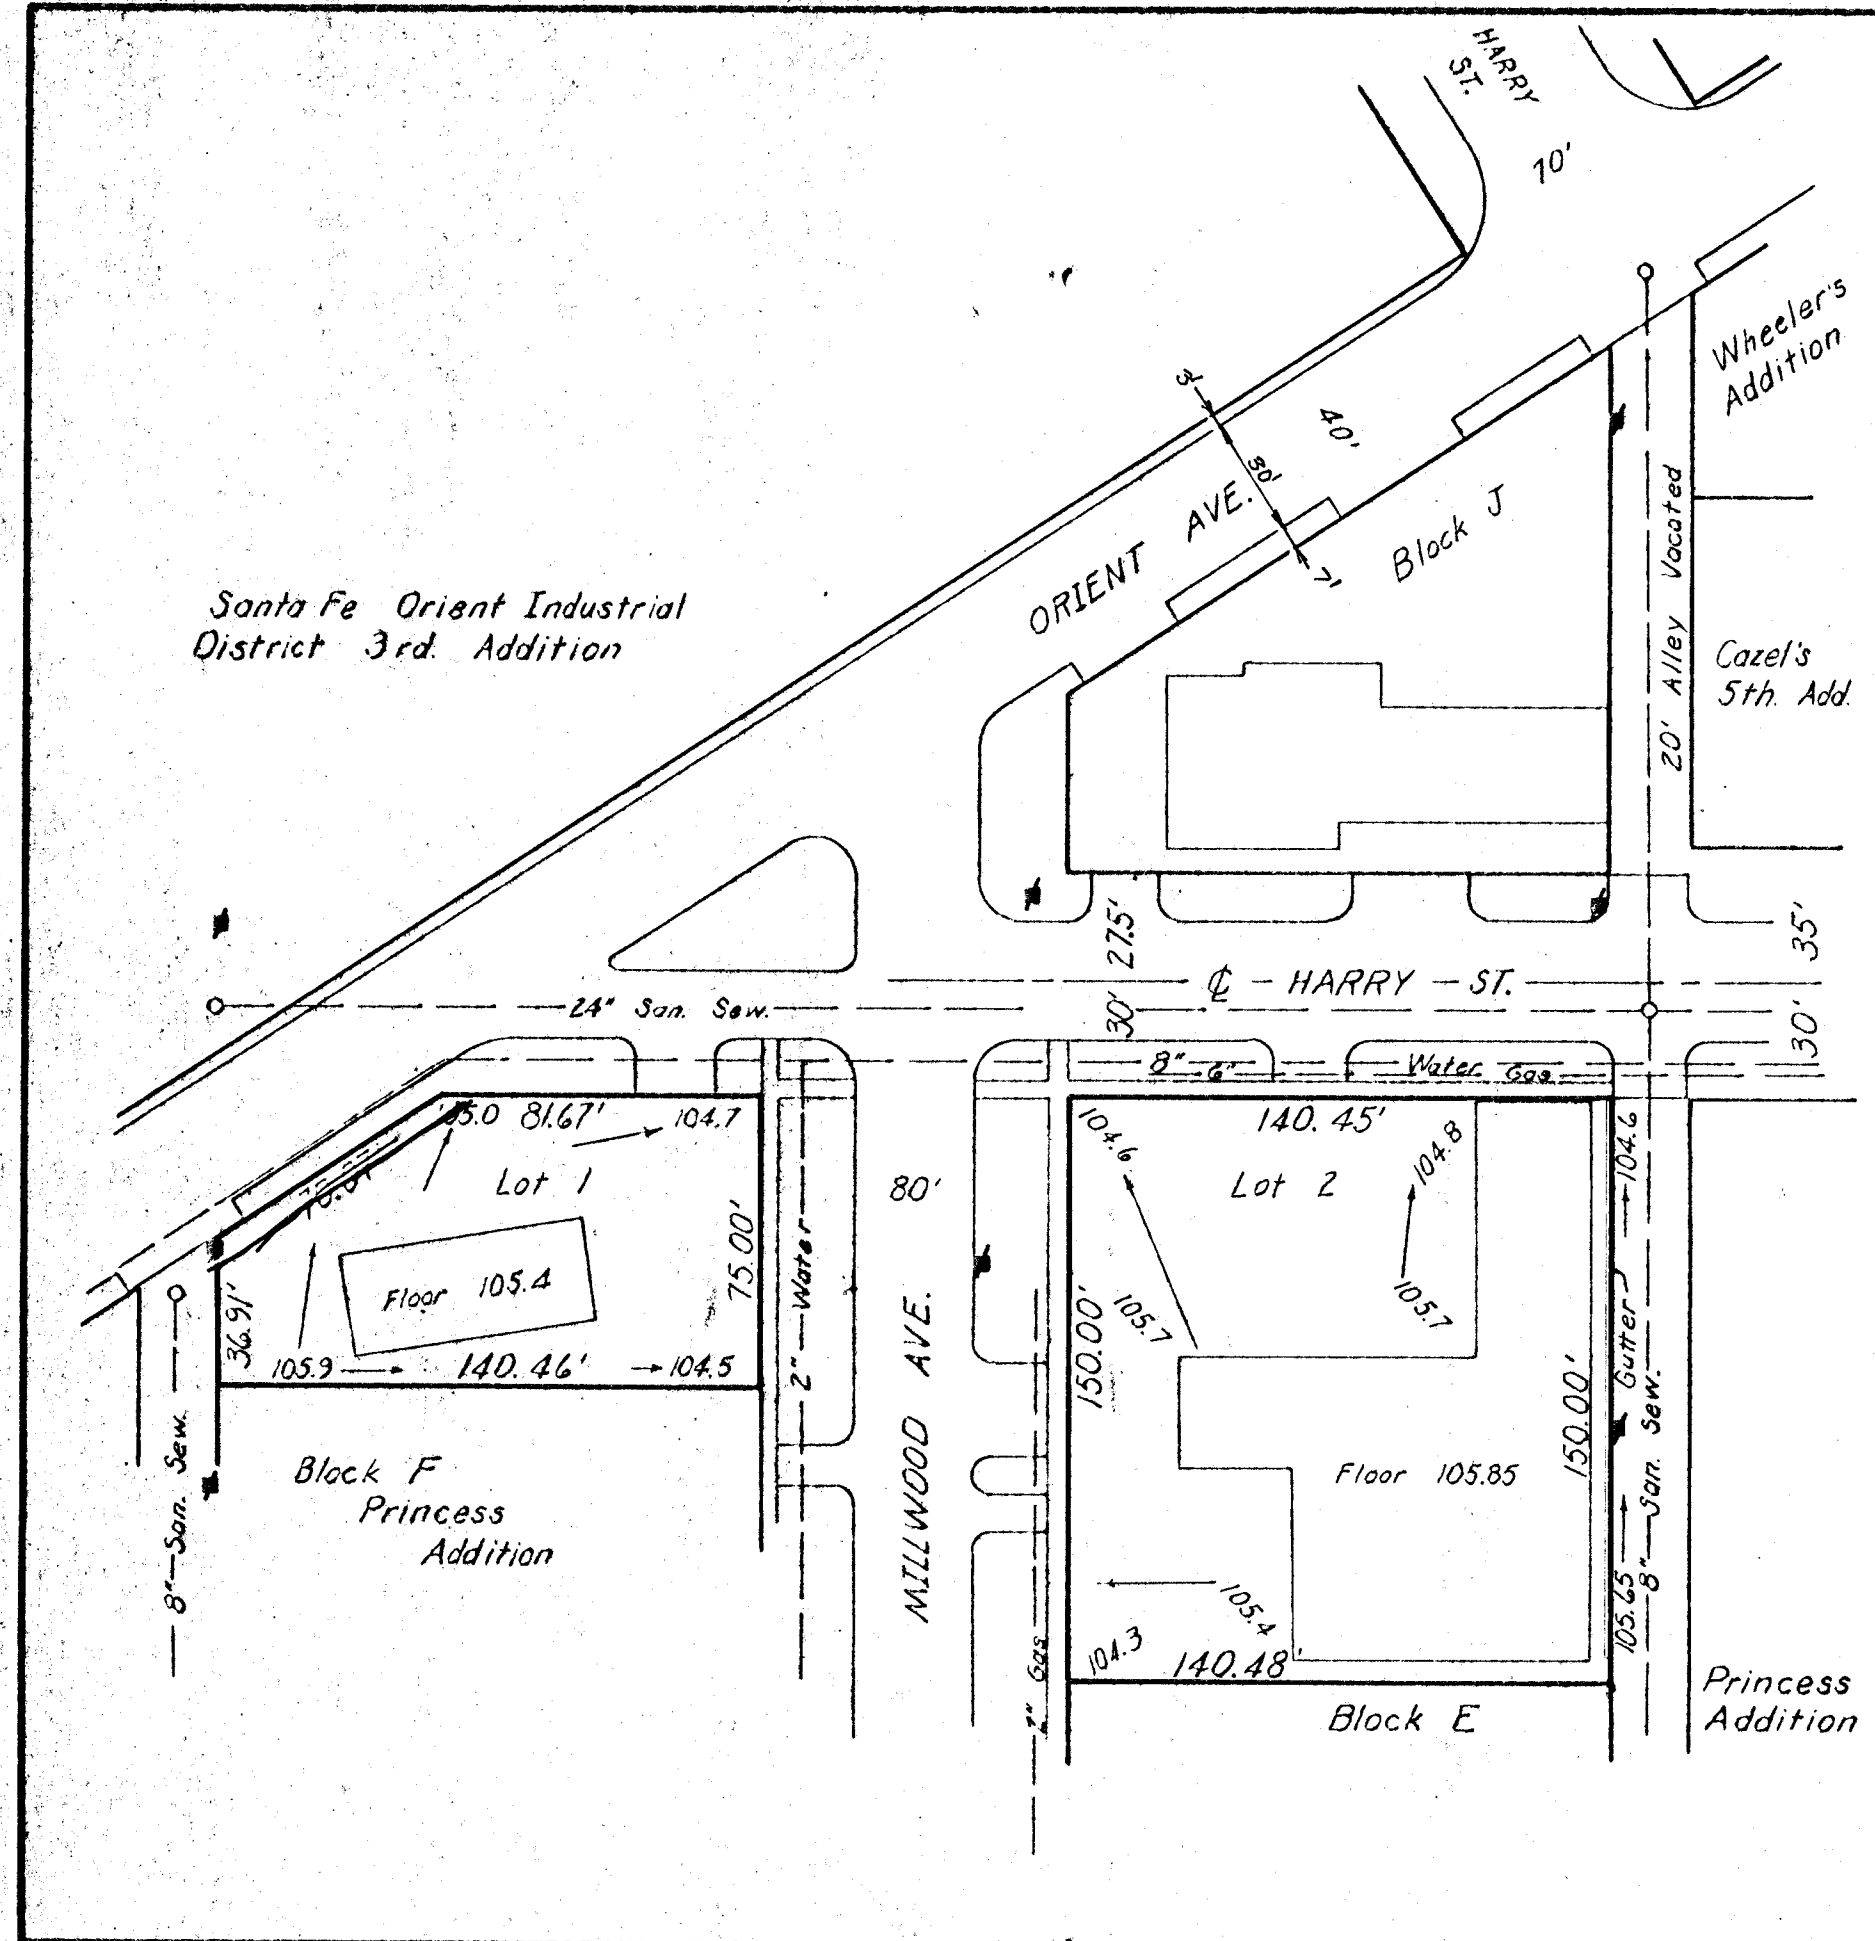 HARRY
ST.
70'
Wheeler's
Addition
3'
40'
30'
ORIENT AVE.
7'
Block J
20' Alley Vacated
Santa Fe Orient Industrial
District 3rd. Addition
Cazel's
5th. Add.
27.5'
35'
℄ - HARRY - ST.
24" San. Sew.
30'
30'
8" Water
6" Gas
81.67'
104.7
Lot 1
75.00'
Floor 105.4
36.91'
105.9
140.46'
104.5
2" Water
80'
MILLWOOD AVE.
140.45'
104.6
104.8
104.6
Lot 2
105.7
105.7
150.00'
150.00'
Gutter
8" San. Sew.
Floor 105.85
105.4
105.65
104.3
140.48'
Gas
8" San. Sew.
Block F
Princess
Addition
Block E
Princess
Addition